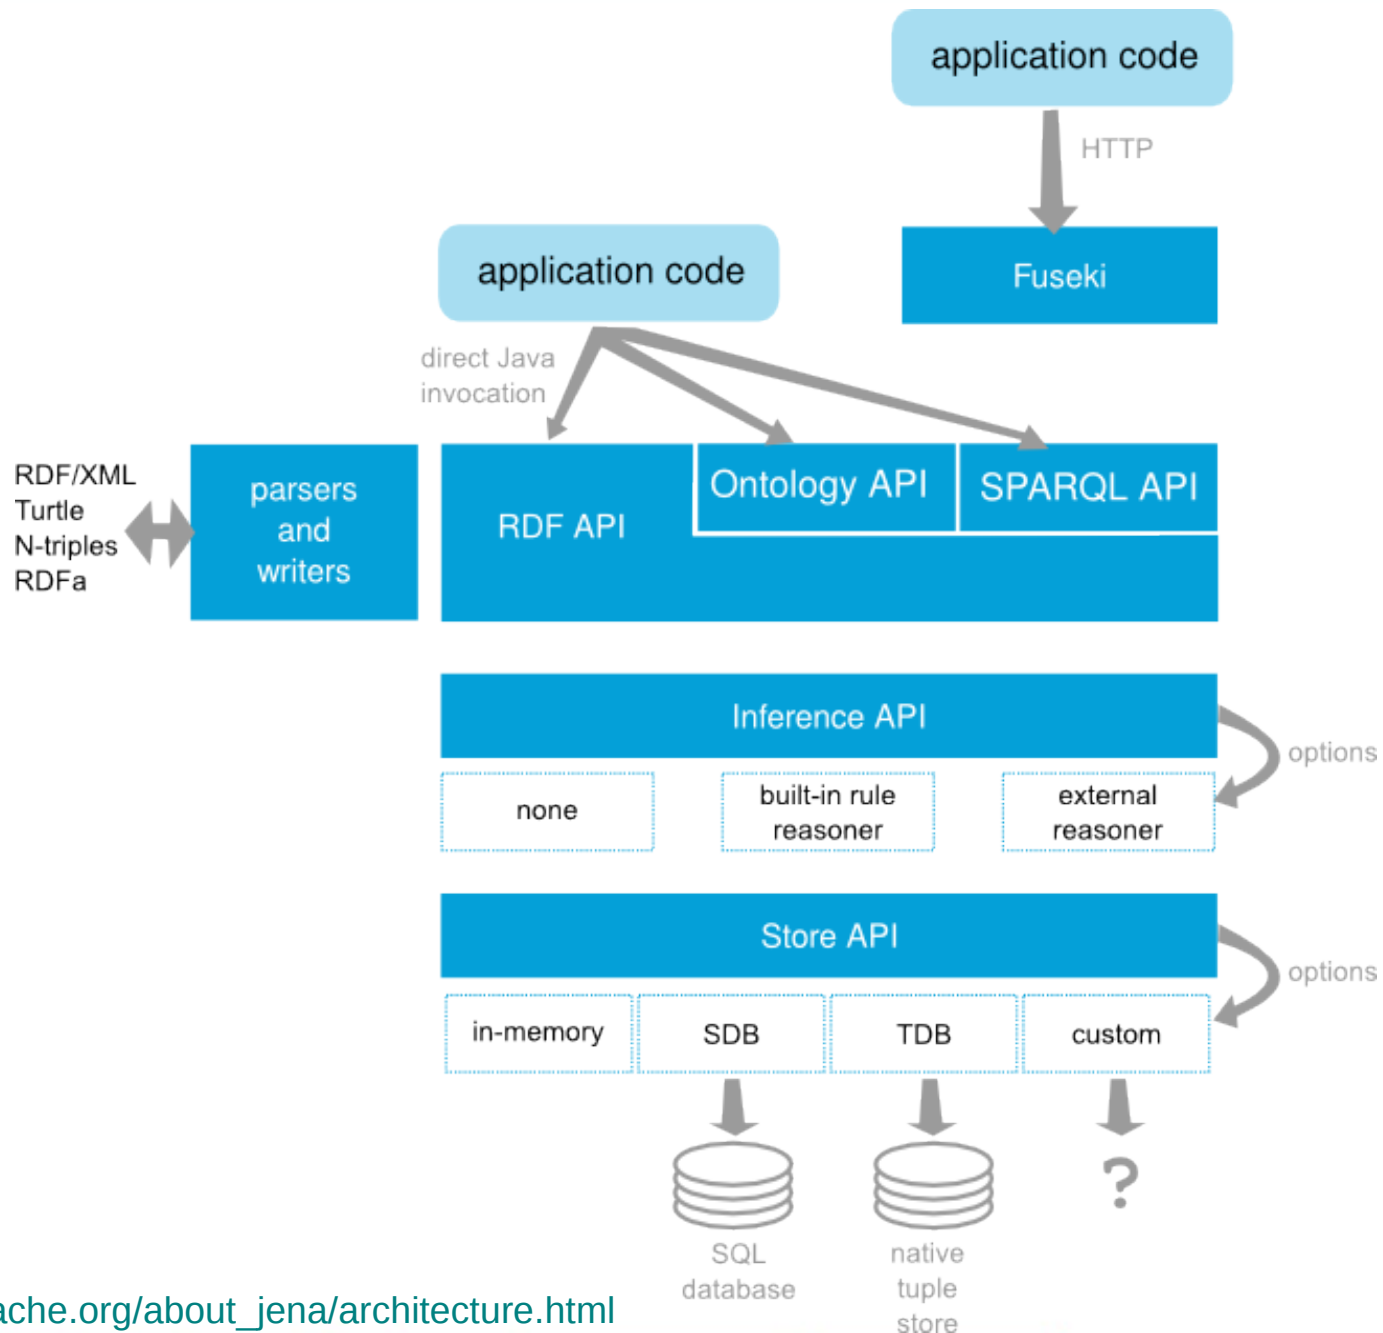 application code
HTTP
Fuseki
application code
direct Java
invocation
RDF/XML
Turtle
N-triples
RDFa
parsers
and
writers
RDF API
Ontology API
SPARQL API
Inference API
options
none
built-in rule
reasoner
external
reasoner
Store API
options
in-memory
SDB
TDB
custom
?
SQL
database
native
tuple
store
ache.org/about_jena/architecture.html